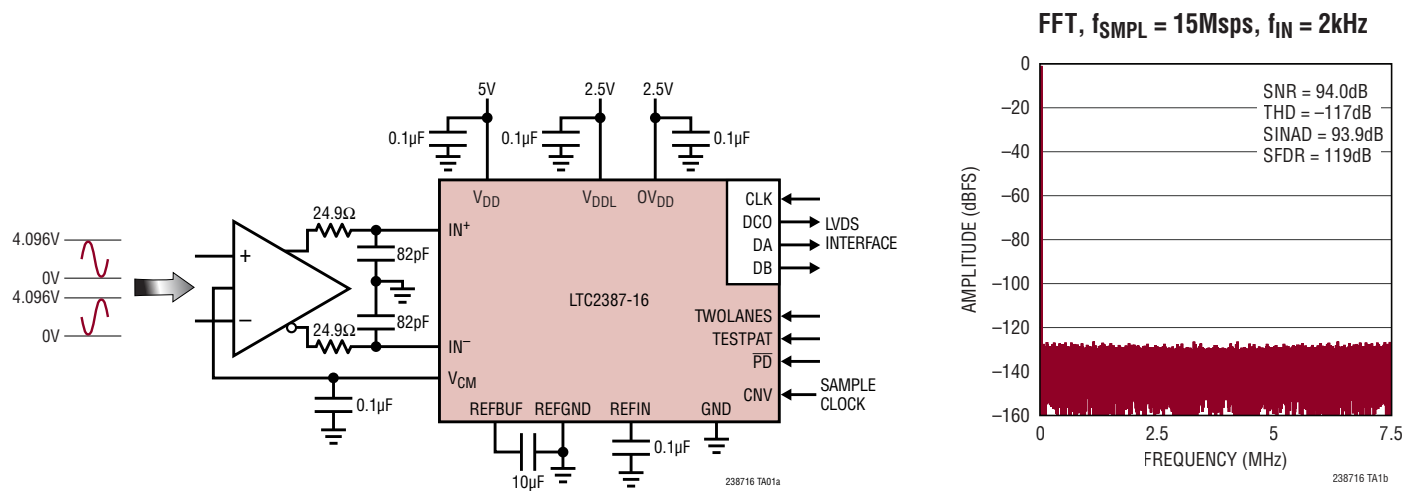 FFT, fSMPL = 15Msps, fIN = 2kHz
5V
2.5V
2.5V
0.1µF
0.1µF
0.1µF
VDD
VDDL
OVDD
4.096V
0V
4.096V
0V
+
–
24.9Ω
24.9Ω
82pF
82pF
IN+
IN–
VCM
0.1µF
LTC2387-16
CLK
DCO
DA
DB
LVDS
INTERFACE
TWOLANES
TESTPAT
PD
CNV
SAMPLE
CLOCK
REFBUF
REFGND
REFIN
GND
10µF
0.1µF
238716 TA01a
SNR = 94.0dB
THD = –117dB
SINAD = 93.9dB
SFDR = 119dB
AMPLITUDE (dBFS)
0
–20
–40
–60
–80
–100
–120
–140
–160
0
2.5
5
7.5
FREQUENCY (MHz)
238716 TA1b